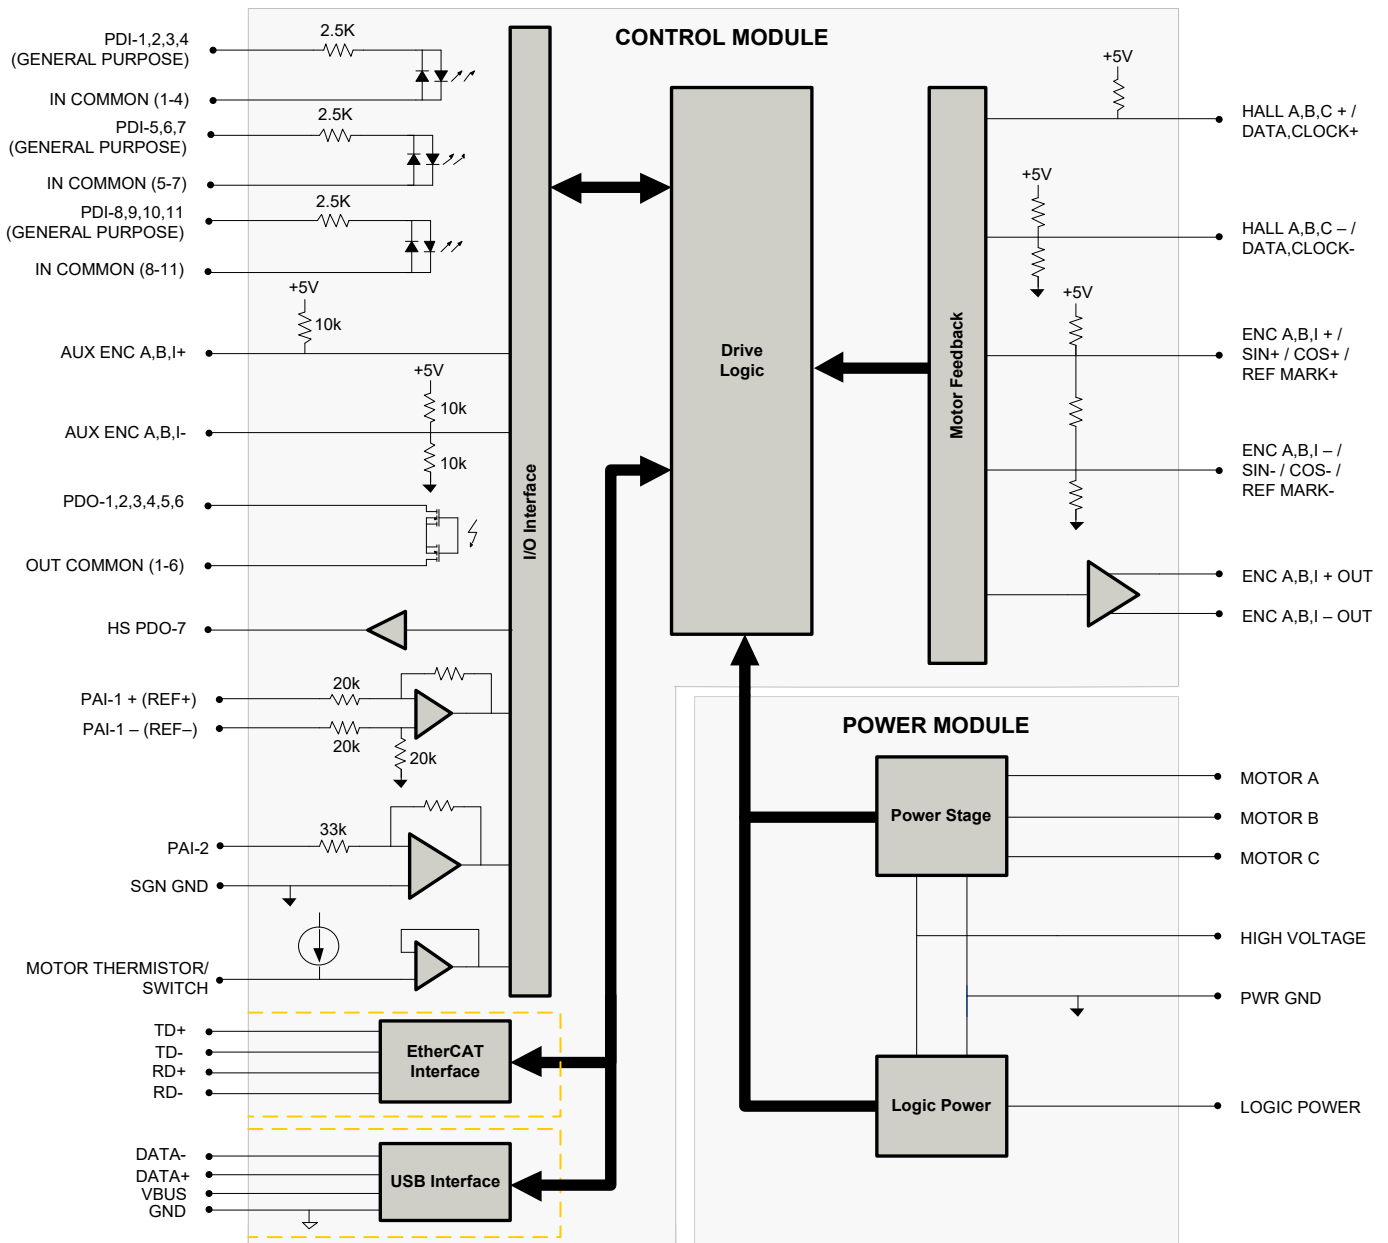 CONTROL MODULE
PDI-1,2,3,4
(GENERAL PURPOSE)
2.5K
IN COMMON (1-4)
PDI-5,6,7
(GENERAL PURPOSE)
2.5K
IN COMMON (5-7)
PDI-8,9,10,11
(GENERAL PURPOSE)
2.5K
IN COMMON (8-11)
+5V
10k
AUX ENC A,B,I+
+5V
10k
AUX ENC A,B,I-
10k
PDO-1,2,3,4,5,6
OUT COMMON (1-6)
HS PDO-7
PAI-1 + (REF+)
20k
PAI-1 – (REF–)
20k
20k
PAI-2
33k
SGN GND
MOTOR THERMISTOR/
SWITCH
TD+
TD-
RD+
RD-
EtherCAT
Interface
DATA-
DATA+
VBUS
GND
USB Interface
I/O Interface
Drive
Logic
Motor Feedback
+5V
HALL A,B,C + /
DATA,CLOCK+
+5V
HALL A,B,C – /
DATA,CLOCK-
+5V
ENC A,B,I + /
SIN+ / COS+ /
REF MARK+
ENC A,B,I – /
SIN- / COS- /
REF MARK-
ENC A,B,I + OUT
ENC A,B,I – OUT
POWER MODULE
Power Stage
MOTOR A
MOTOR B
MOTOR C
HIGH VOLTAGE
PWR GND
Logic Power
LOGIC POWER